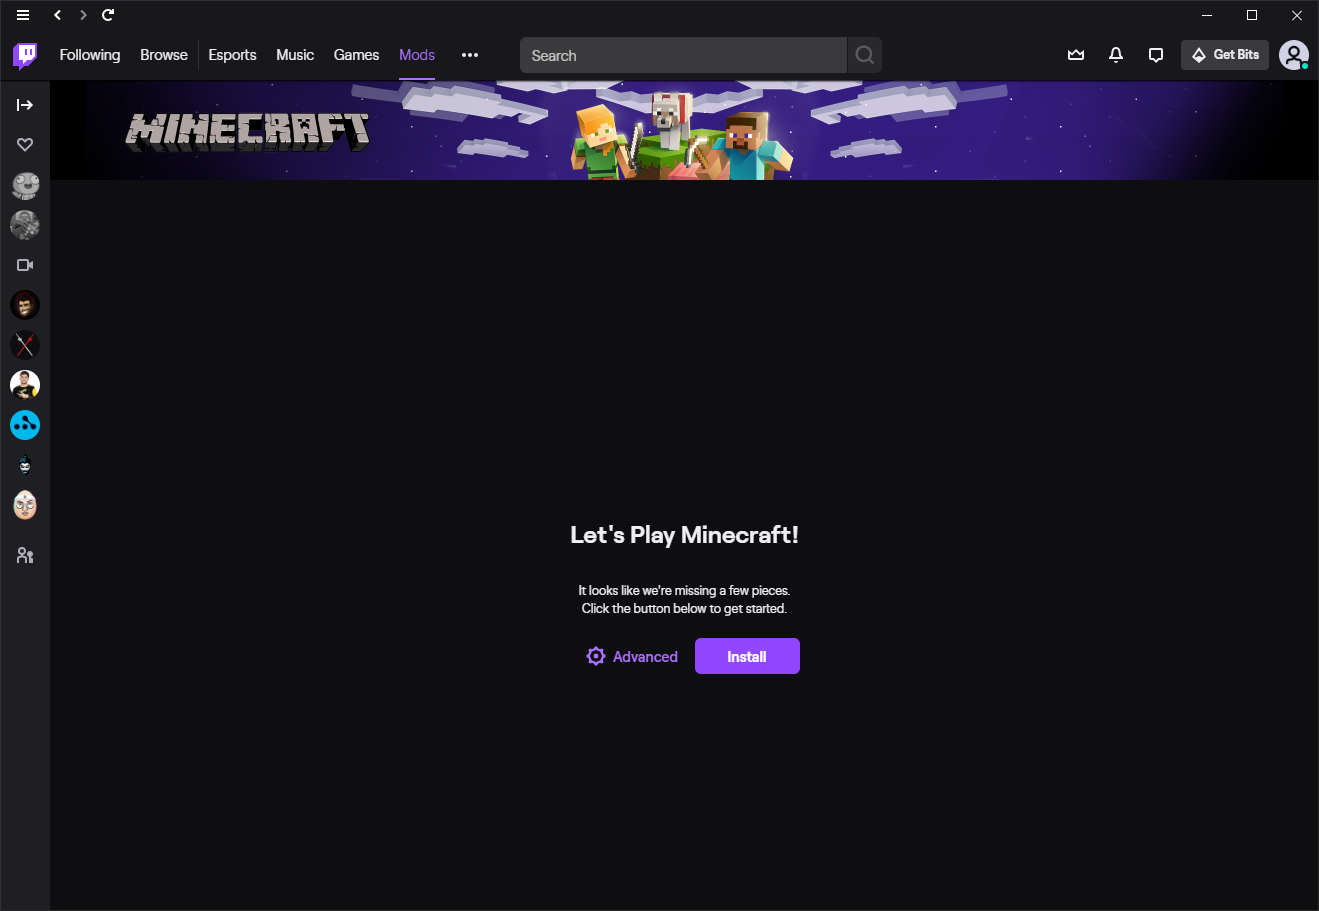 Following Browse Esports Music Games Mods
Search
Get Bits
MINECRAFT
Let's Play Minecraft!
It looks like we're missing a few pieces.
Click the button below to get started.
Advanced Install